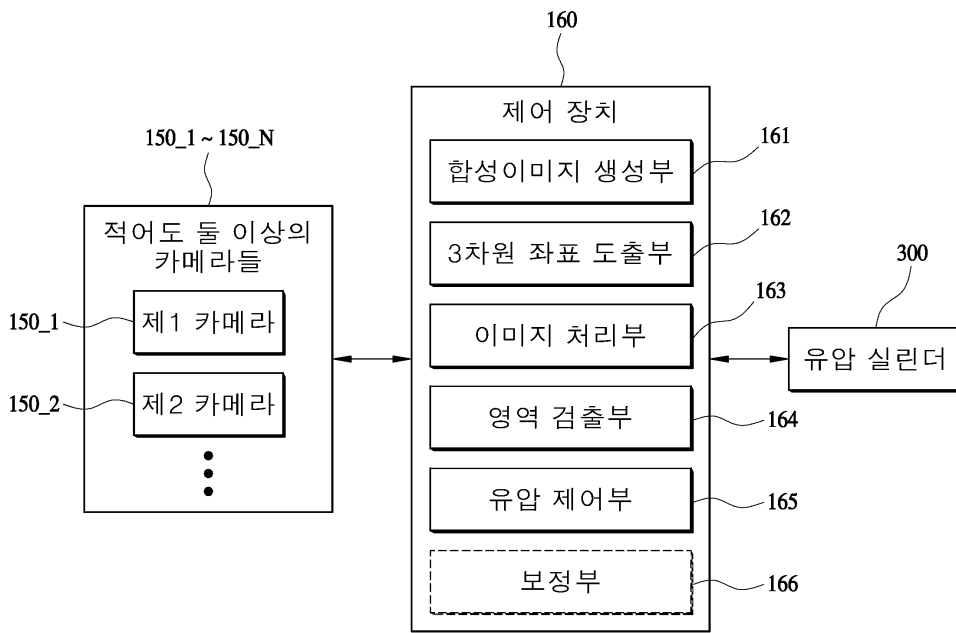 160
제어 장치
합성이미지 생성부
161
3차원 좌표 도출부
162
이미지 처리부
163
영역 검출부
164
유압 제어부
165
보정부
166
150_1 ~ 150_N
적어도 둘 이상의
카메라들
150_1
제1 카메라
150_2
제2 카메라
300
유압 실린더